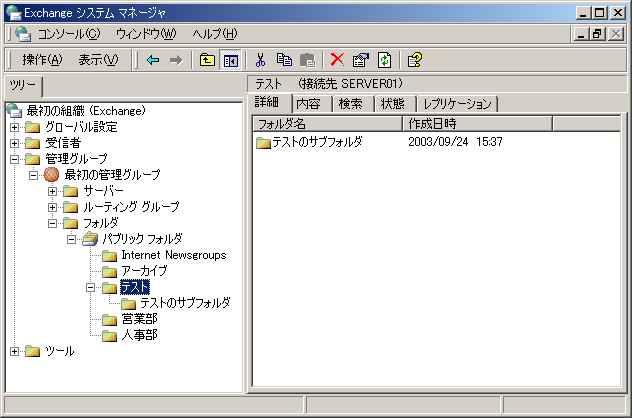 Exchange システム マネージャ
コンソール(C) ウィンドウ(W) ヘルプ(H)
操作(A) 表示(V)
ツリー
テスト (接続先 SERVER01)
詳細 内容 検索 状態 レプリケーション
最初の組織 (Exchange)
グローバル設定
受信者
管理グループ
最初の管理グループ
サーバー
ルーティング グループ
フォルダ
パブリック フォルダ
Internet Newsgroups
アーカイブ
テスト
テストのサブフォルダ
営業部
人事部
ツール
フォルダ名 作成日時
テストのサブフォルダ 2003/09/24 15:37